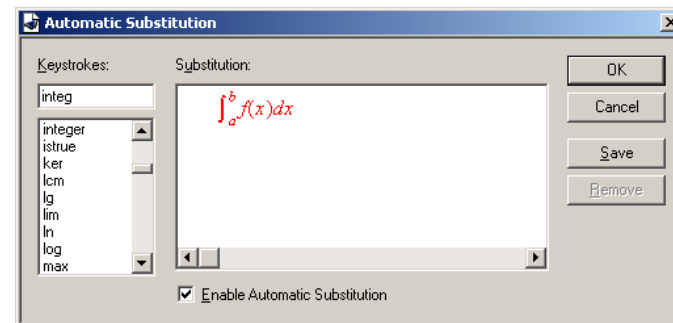 Automatic Substitution
Keystrokes:
integ
integer
istrue
ker
lcm
lg
lim
ln
log
max
Substitution:
∫_a^b f(x)dx
Enable Automatic Substitution
OK
Cancel
Save
Remove